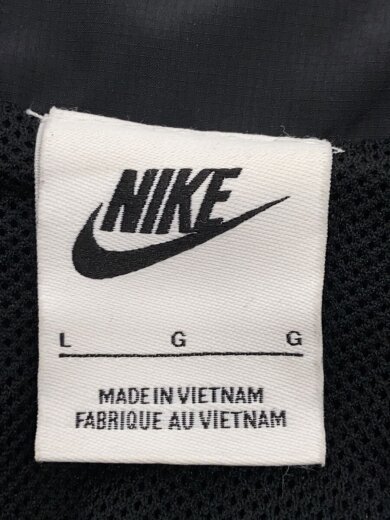 NIKE
L G G
MADE IN VIETNAM
FABRIQUE AU VIETNAM